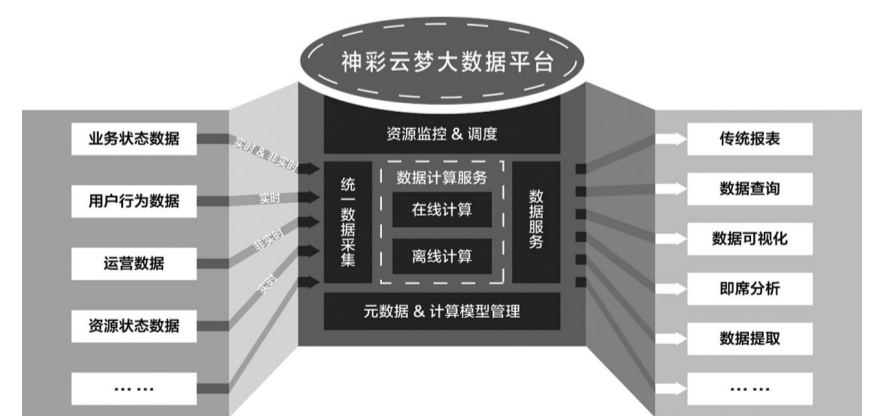 神彩云梦大数据平台
业务状态数据
用户行为数据
运营数据
资源状态数据
… …
实时 & 非实时
实时
非实时
实时
资源监控 & 调度
统一数据采集
数据计算服务
在线计算
离线计算
数据服务
元数据 & 计算模型管理
传统报表
数据查询
数据可视化
即席分析
数据提取
… …